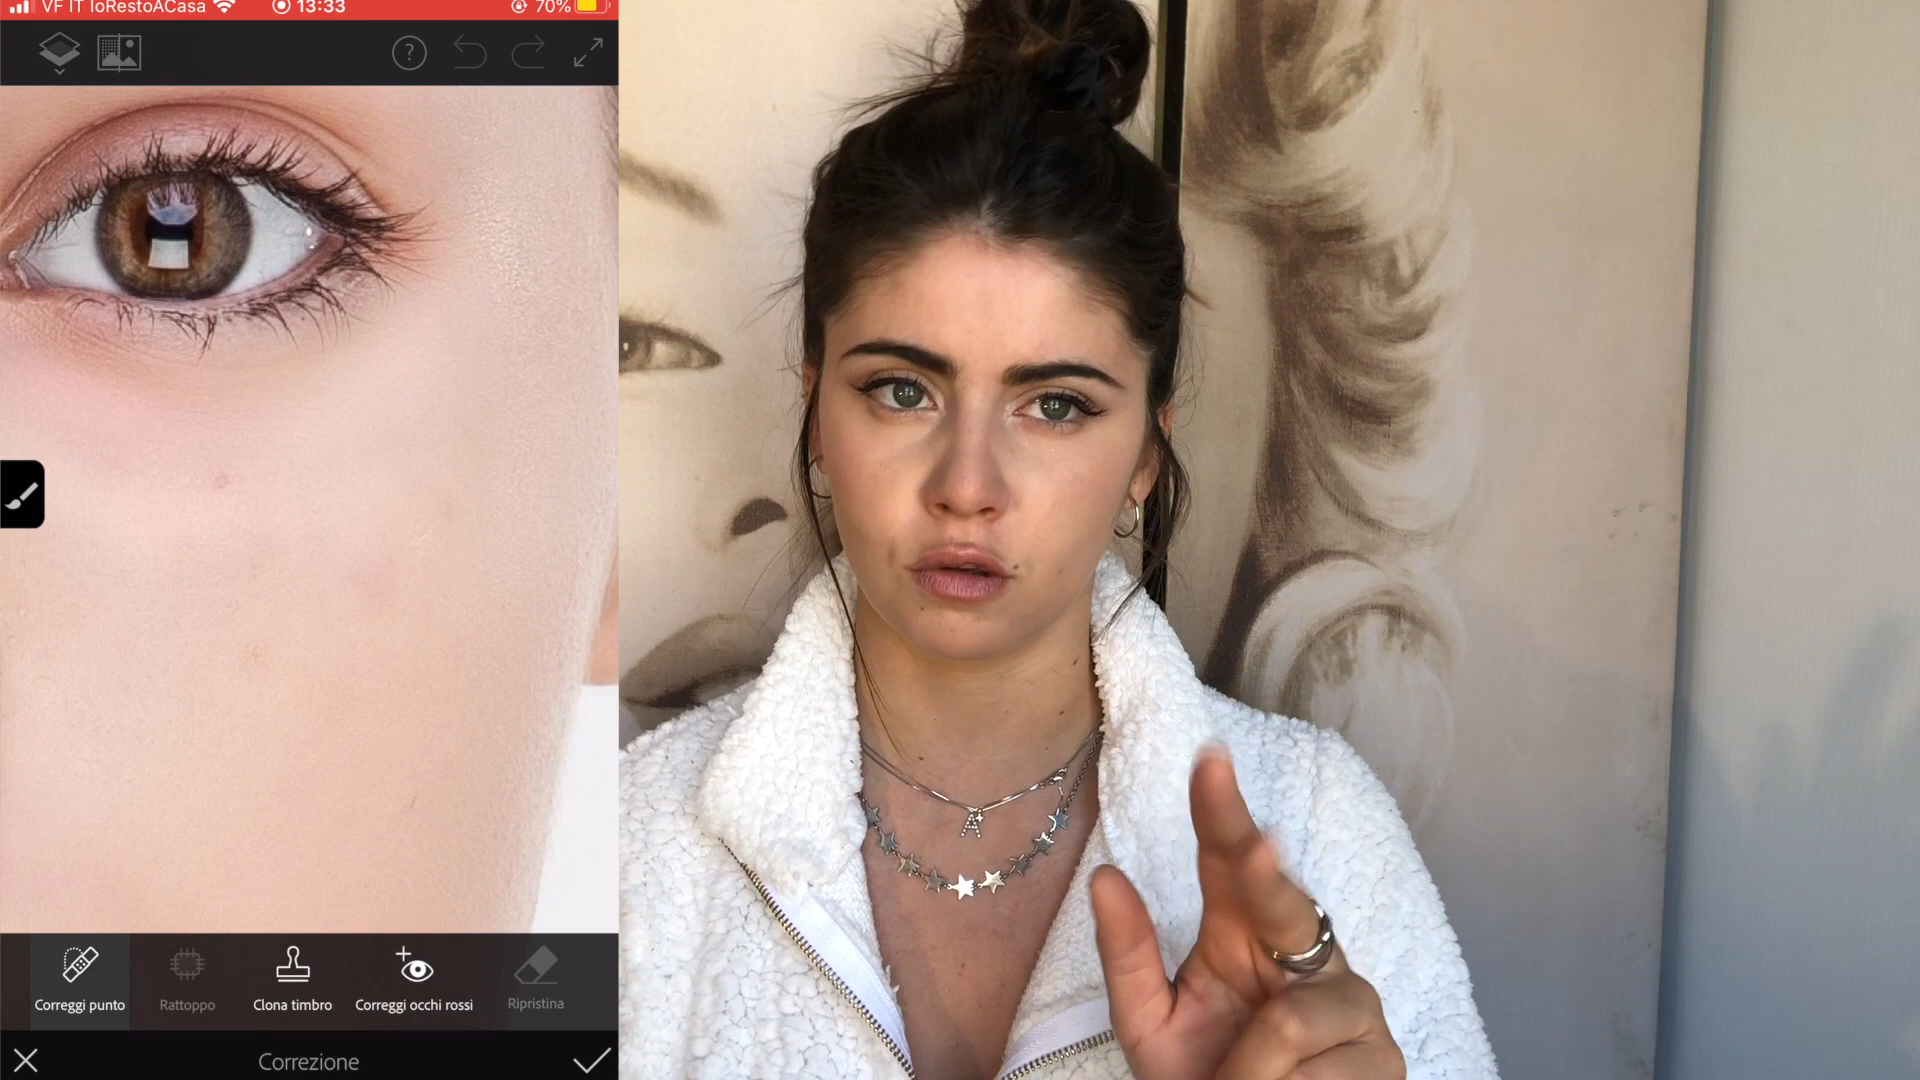 VF IT IoRestoACasa 13:33 70%
?
A
Correggi punto Rattoppo Clona timbro Correggi occhi rossi Ripristina
Correzione